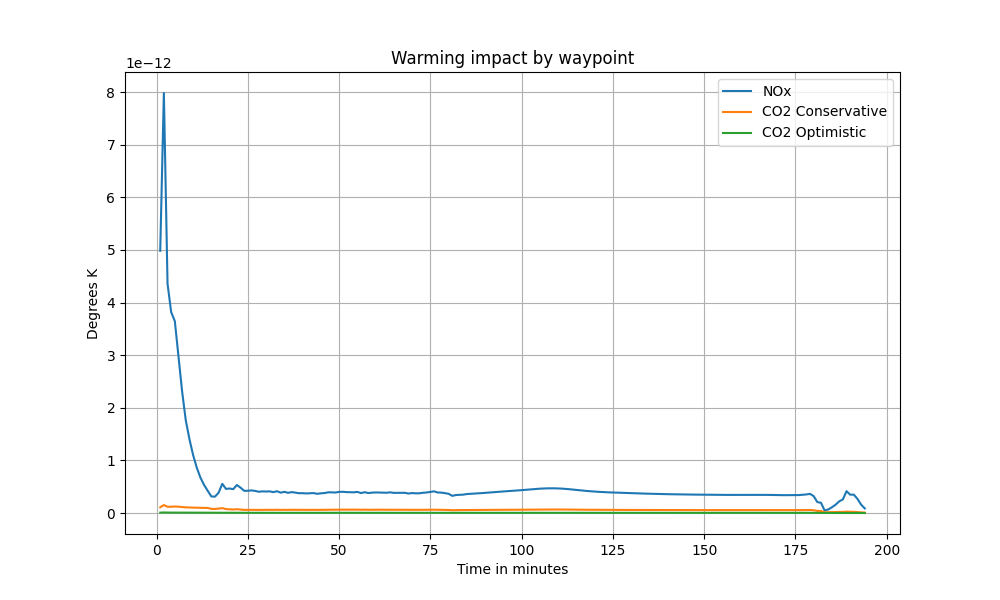 Warming impact by waypoint
1e−12
NOx
CO2 Conservative
CO2 Optimistic
8
7
6
5
4
3
2
1
0
Degrees K
0 25 50 75 100 125 150 175 200
Time in minutes